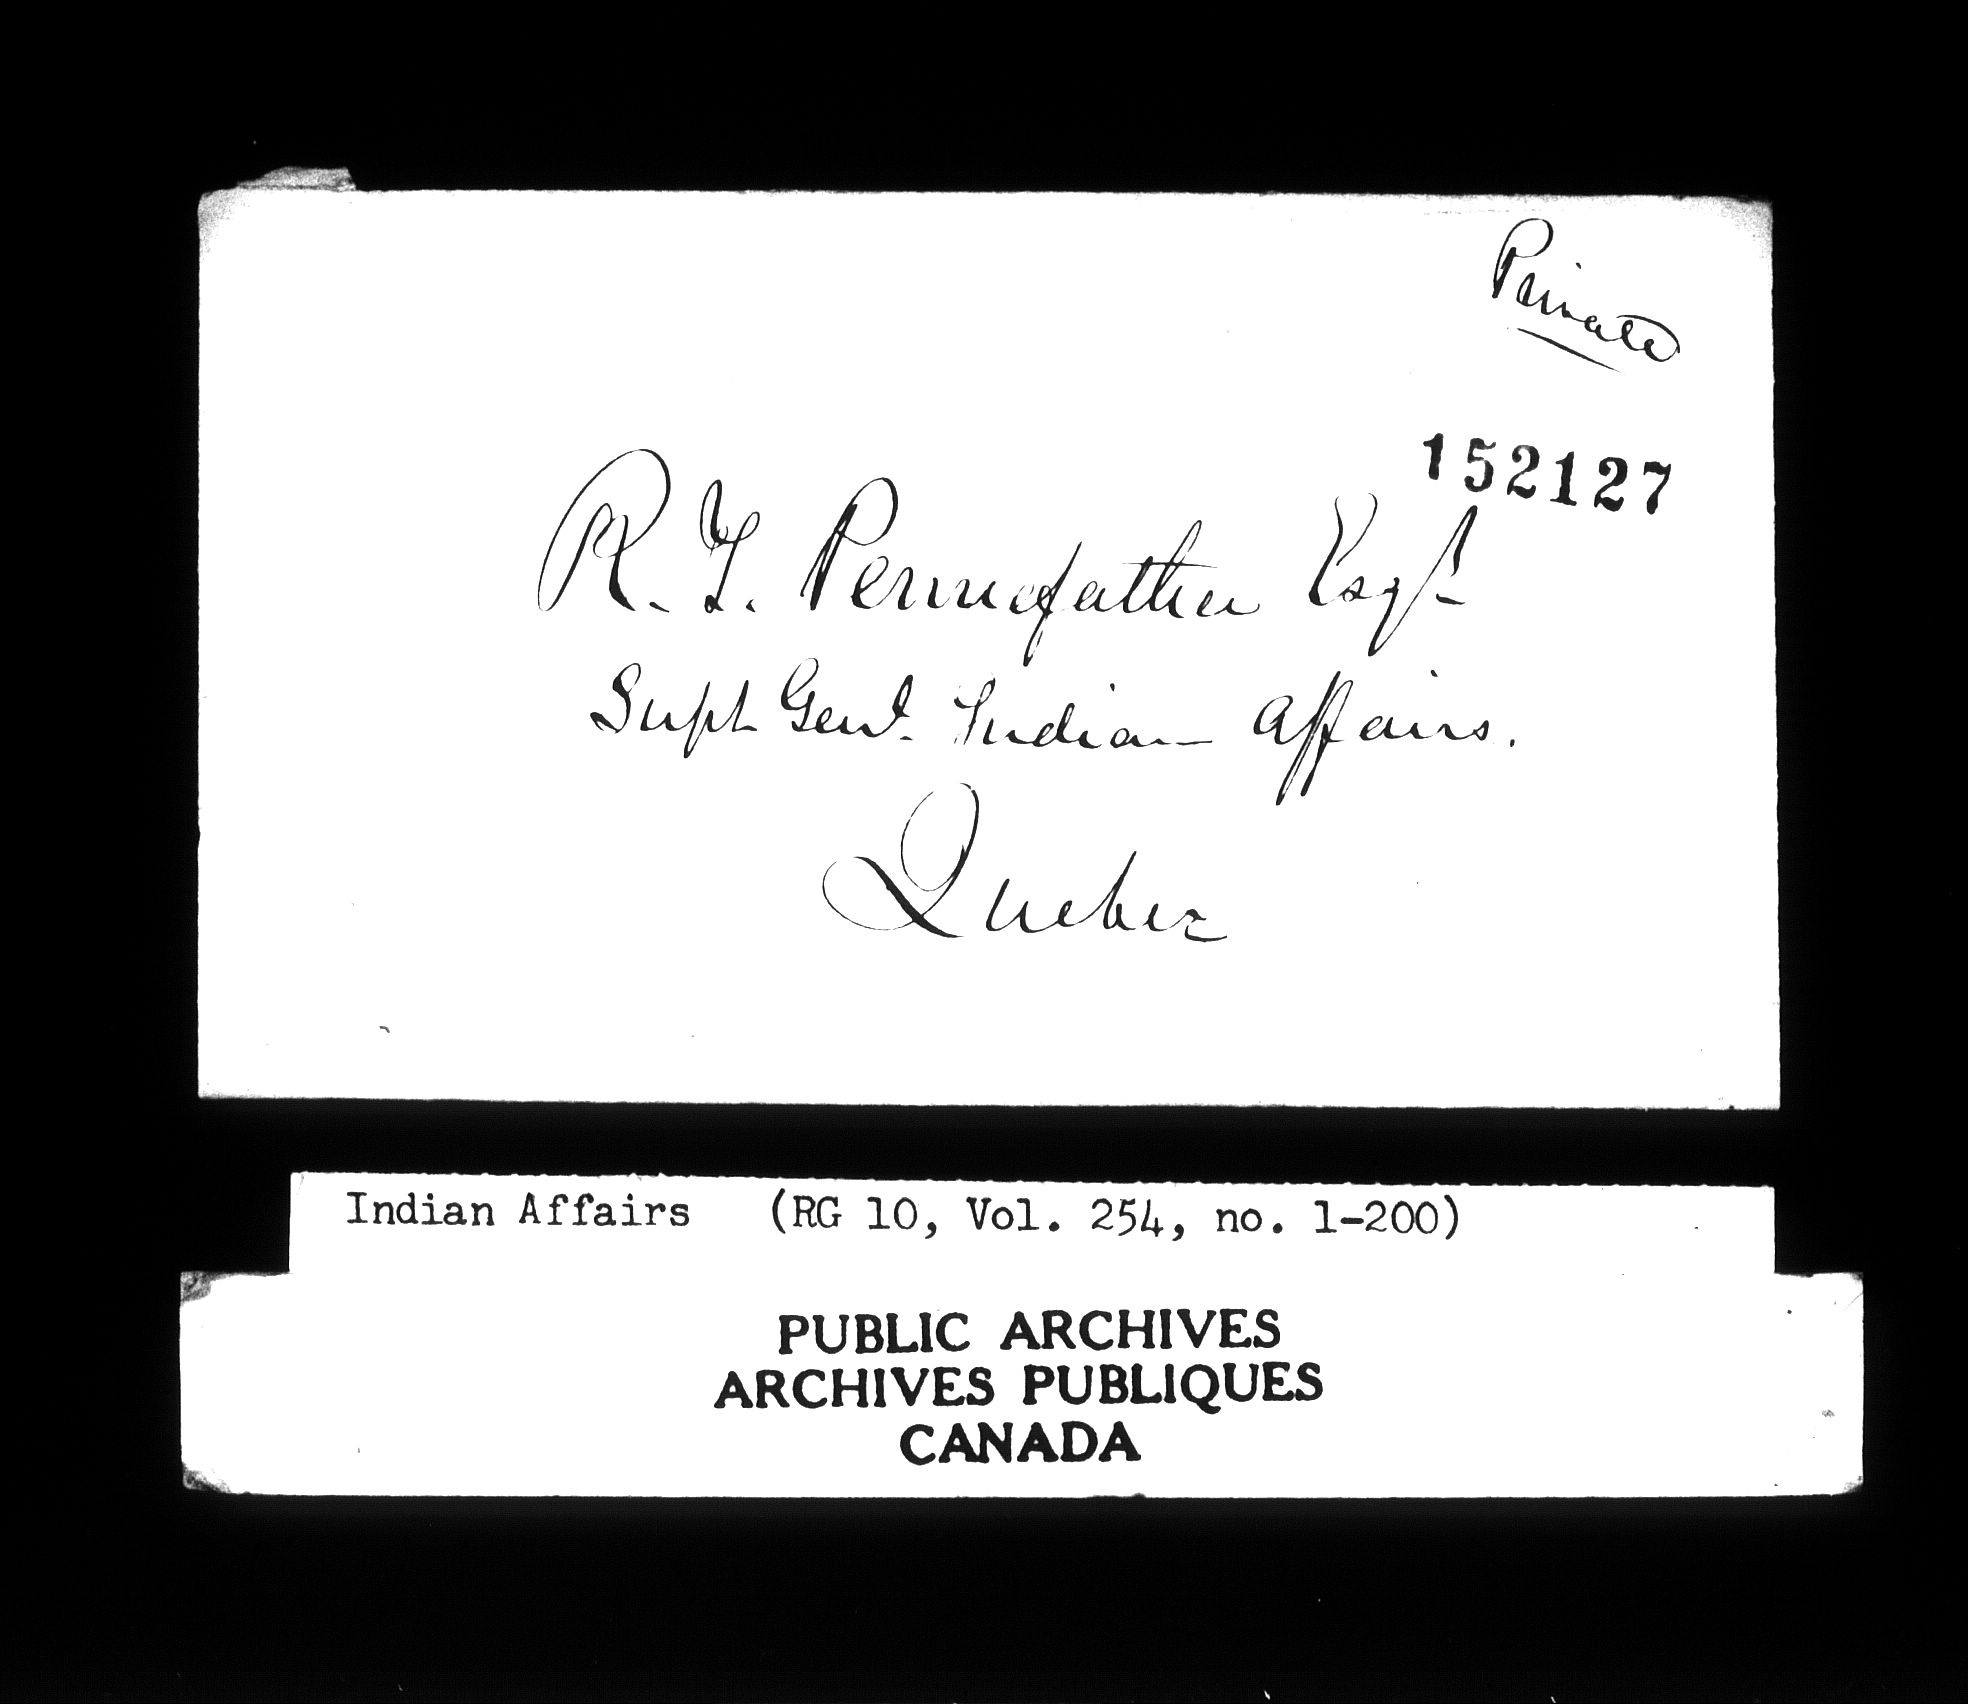 Private
152127
R. T. Pennefather Esqr.
Supt Genl. Indian Affairs.
Quebec
Indian Affairs (RG 10, Vol. 254, no. 1-200)
PUBLIC ARCHIVES
ARCHIVES PUBLIQUES
CANADA